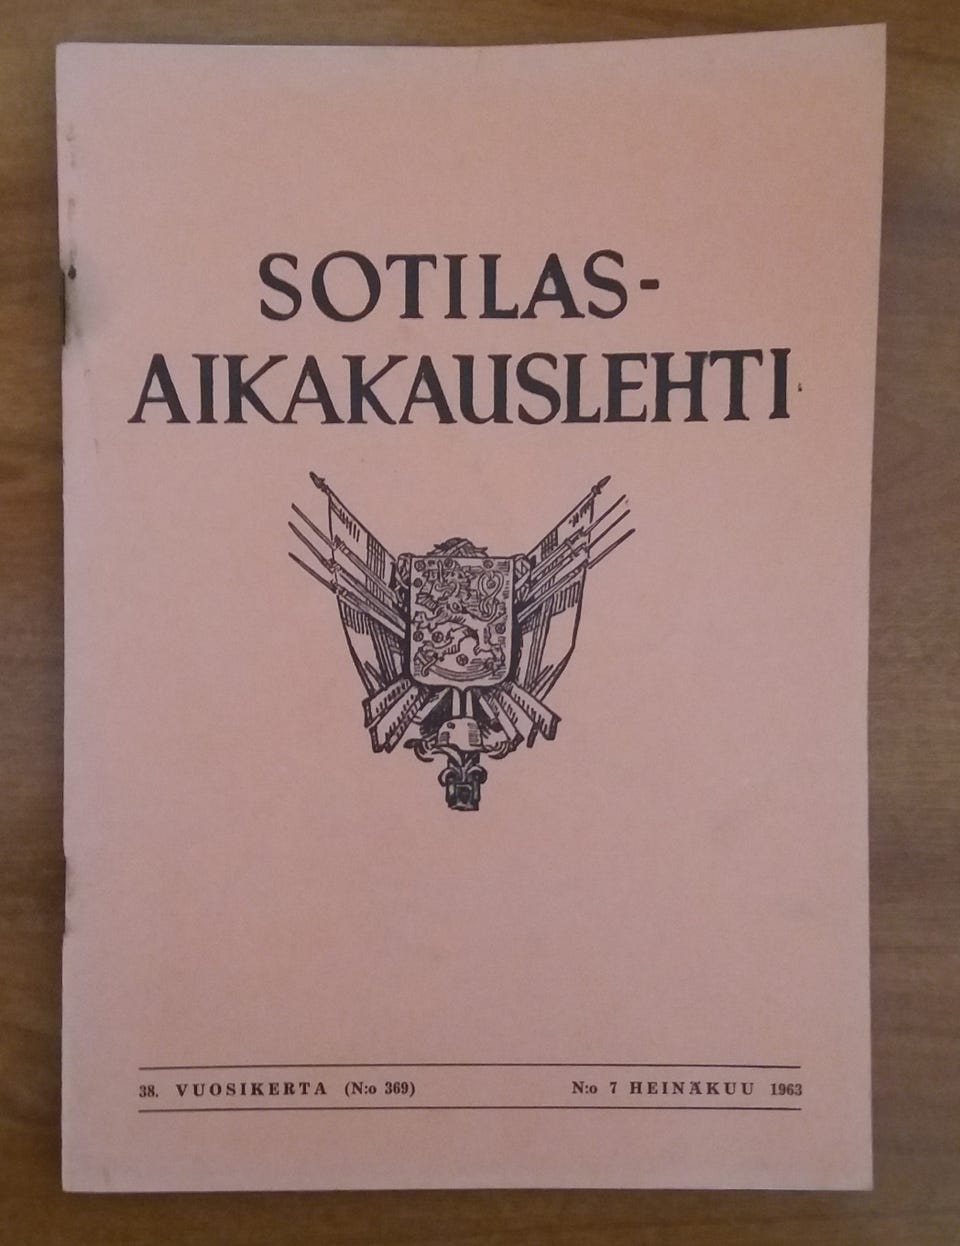 SOTILAS-
AIKAKAUSLEHTI
38. VUOSIKERTA (N:o 369) N:o 7 HEINÄKUU 1963